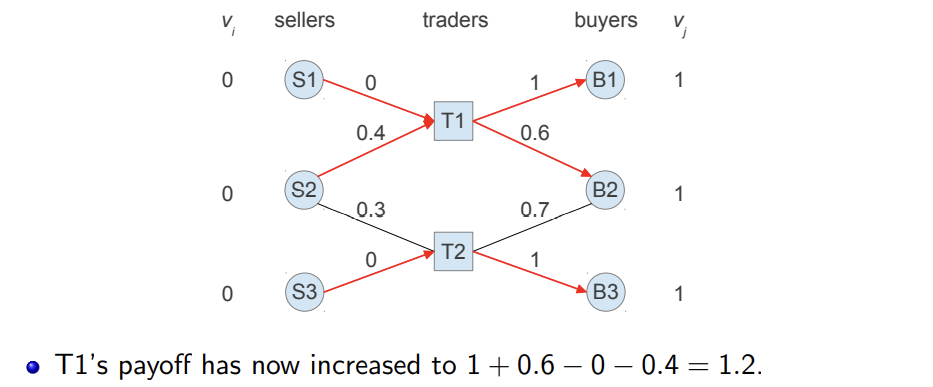 v_i sellers traders buyers v_j
0 S1 0 1 B1 1
T1
0.4 0.6
0 S2 B2 1
0.3 0.7
T2
0 1
0 S3 B3 1
T1's payoff has now increased to 1 + 0.6 − 0 − 0.4 = 1.2.